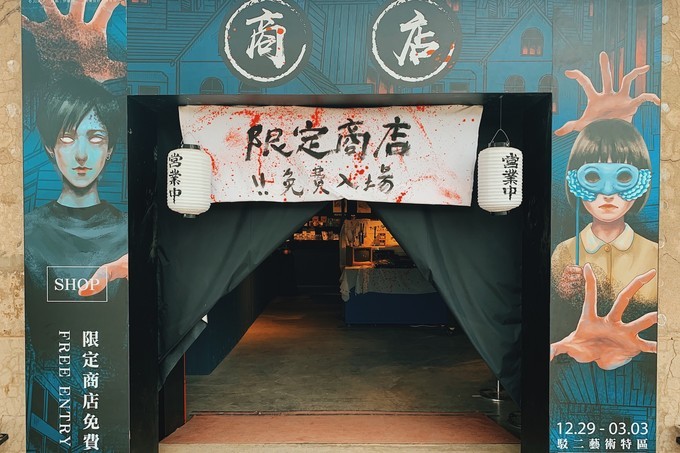 商店
限定商店
!!免費入場
營業中
營業中
SHOP
限定商店免費
FREE ENTRY
12.29 - 03.03
駁二藝術特區